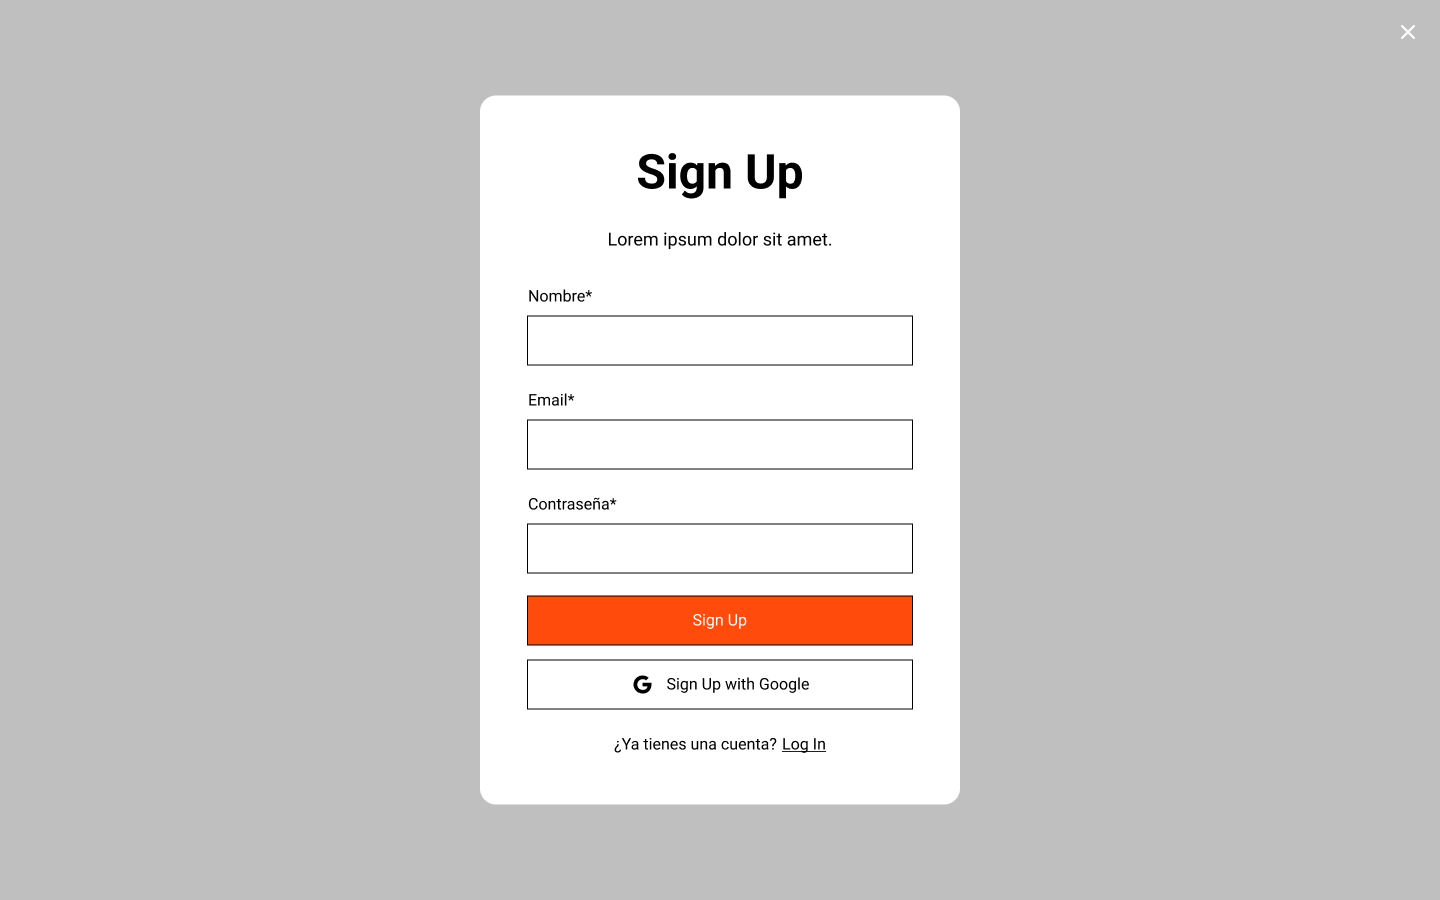 Sign Up
Lorem ipsum dolor sit amet.
Nombre*
Email*
Contraseña*
Sign Up
Sign Up with Google
¿Ya tienes una cuenta? Log In